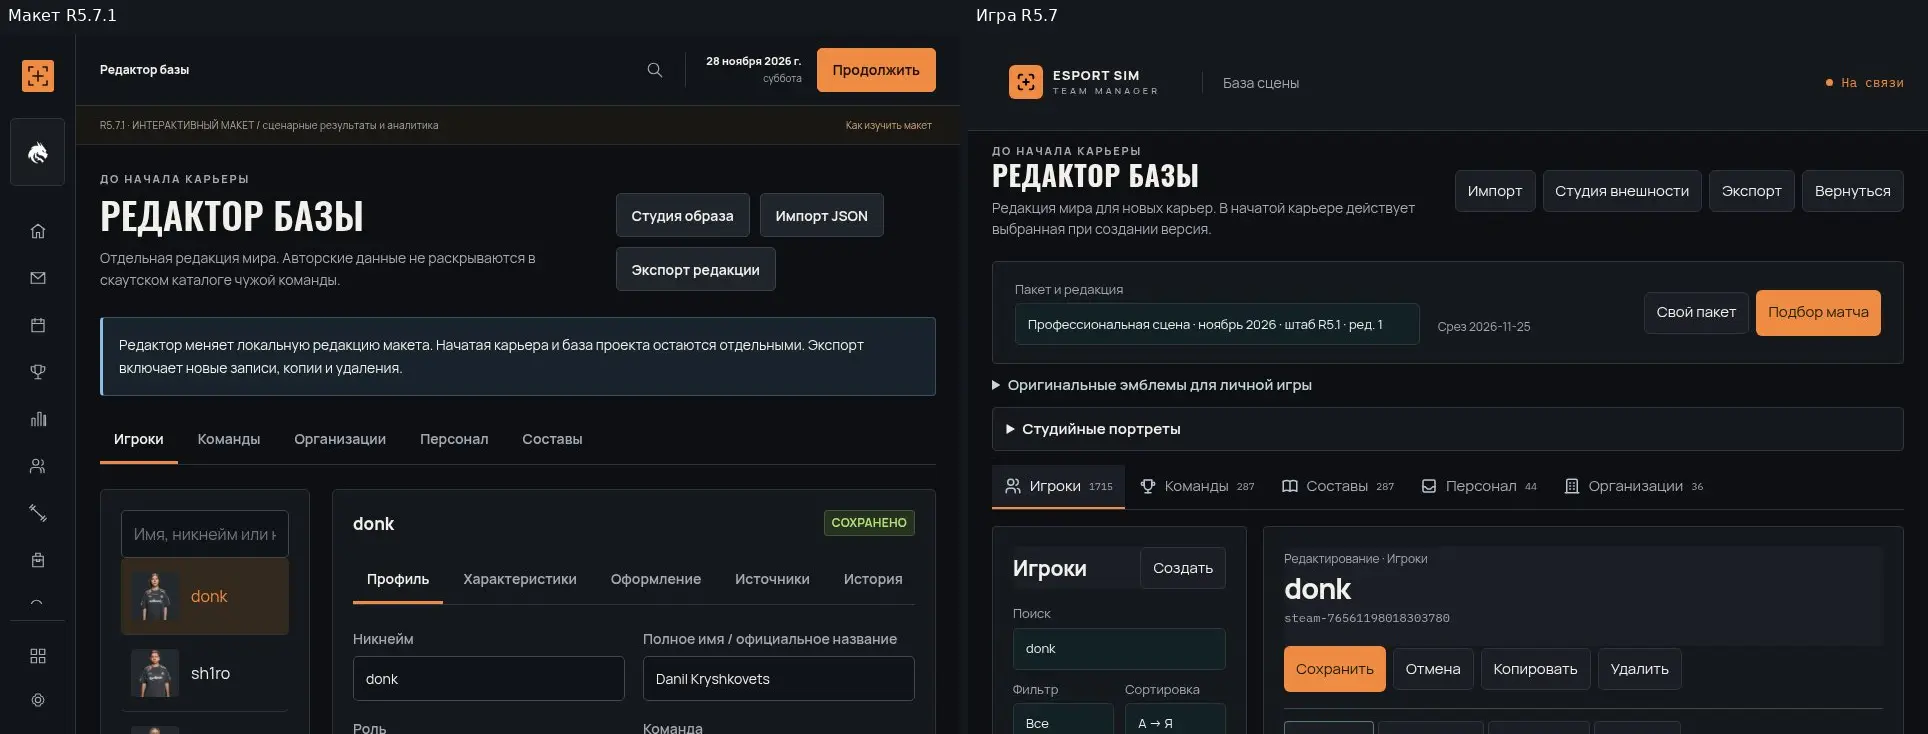 Макет R5.7.1
Редактор базы
28 ноября 2026 г.
суббота
Продолжить
R5.7.1 · ИНТЕРАКТИВНЫЙ МАКЕТ / сценарные результаты и аналитика
Как изучить макет
ДО НАЧАЛА КАРЬЕРЫ
РЕДАКТОР БАЗЫ
Отдельная редакция мира. Авторские данные не раскрываются в
скаутском каталоге чужой команды.
Студия образа
Импорт JSON
Экспорт редакции
Редактор меняет локальную редакцию макета. Начатая карьера и база проекта остаются отдельными. Экспорт
включает новые записи, копии и удаления.
Игроки
Команды
Организации
Персонал
Составы
Имя, никнейм или
donk
sh1ro
donk
СОХРАНЕНО
Профиль
Характеристики
Оформление
Источники
История
Никнейм
Полное имя / официальное название
donk
Danil Kryshkovets
Роль
Команда
Игра R5.7
ESPORT SIM
TEAM MANAGER
База сцены
На связи
ДО НАЧАЛА КАРЬЕРЫ
РЕДАКТОР БАЗЫ
Редакция мира для новых карьер. В начатой карьере действует
выбранная при создании версия.
Импорт
Студия внешности
Экспорт
Вернуться
Пакет и редакция
Профессиональная сцена · ноябрь 2026 · штаб R5.1 · ред. 1
Срез 2026-11-25
Свой пакет
Подбор матча
Оригинальные эмблемы для личной игры
Студийные портреты
Игроки 1715
Команды 287
Составы 287
Персонал 44
Организации 36
Игроки
Создать
Поиск
donk
Фильтр
Сортировка
Все
А → Я
Редактирование · Игроки
donk
steam-76561198018303780
Сохранить
Отмена
Копировать
Удалить